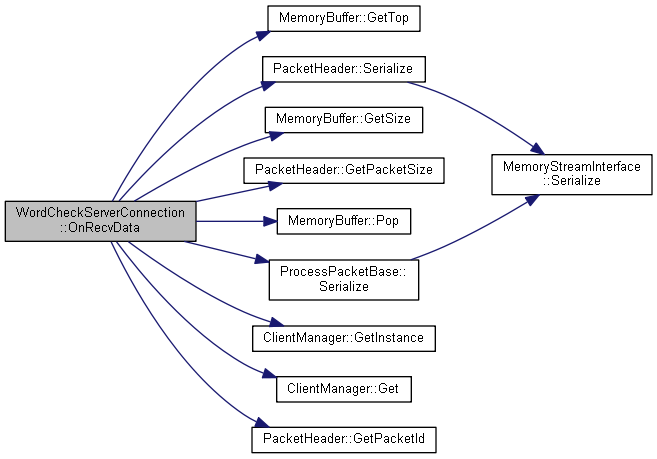 MemoryBuffer::GetTop
PacketHeader::Serialize
MemoryBuffer::GetSize
PacketHeader::GetPacketSize
MemoryStreamInterface
::Serialize
WordCheckServerConnection
::OnRecvData
MemoryBuffer::Pop
ProcessPacketBase::
Serialize
ClientManager::GetInstance
ClientManager::Get
PacketHeader::GetPacketId